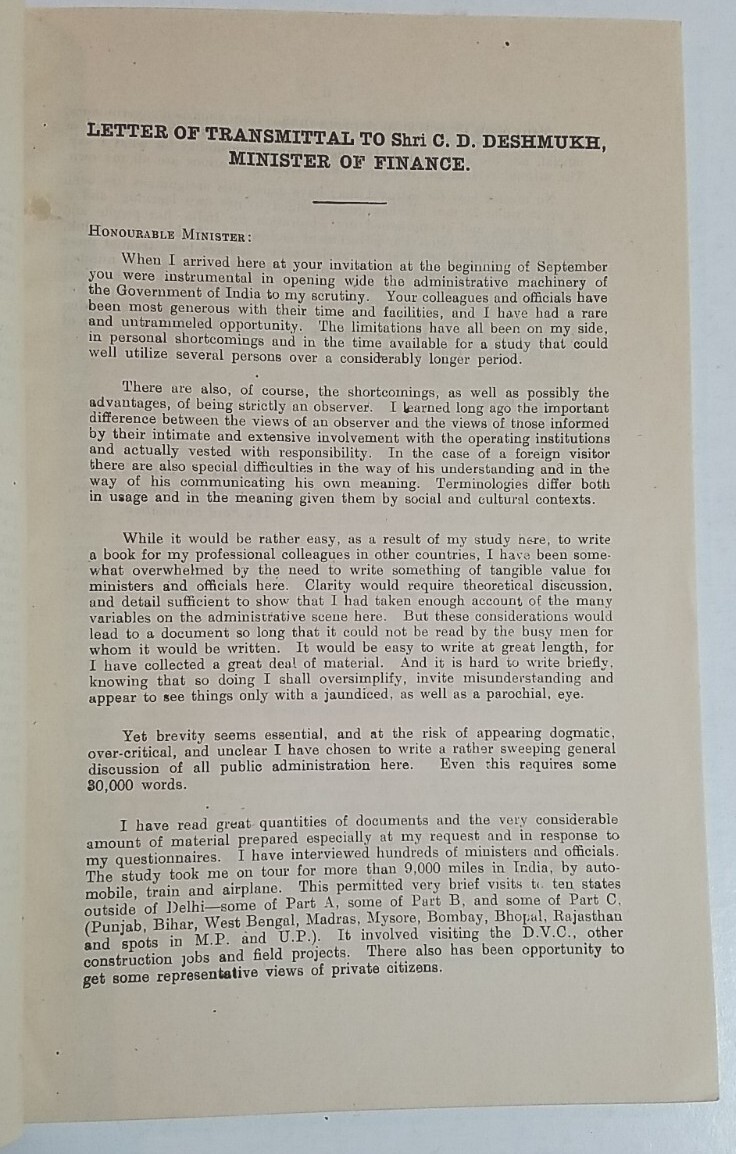 LETTER OF TRANSMITTAL TO Shri C. D. DESHMUKH,
MINISTER OF FINANCE.
HONOURABLE MINISTER:
When I arrived here at your invitation at the beginning of September
you were instrumental in opening wide the administrative machinery of
the Government of India to my scrutiny. Your colleagues and officials have
been most generous with their time and facilities, and I have had a rare
and untrammeled opportunity. The limitations have all been on my side,
in personal shortcomings and in the time available for a study that could
well utilize several persons over a considerably longer period.
There are also, of course, the shortcomings, as well as possibly the
advantages, of being strictly an observer. I learned long ago the important
difference between the views of an observer and the views of those informed
by their intimate and extensive involvement with the operating institutions
and actually vested with responsibility. In the case of a foreign visitor
there are also special difficulties in the way of his understanding and in the
way of his communicating his own meaning. Terminologies differ both
in usage and in the meaning given them by social and cultural contexts.
While it would be rather easy, as a result of my study here, to write
a book for my professional colleagues in other countries, I have been some-
what overwhelmed by the need to write something of tangible value for
ministers and officials here. Clarity would require theoretical discussion,
and detail sufficient to show that I had taken enough account of the many
variables on the administrative scene here. But these considerations would
lead to a document so long that it could not be read by the busy men for
whom it would be written. It would be easy to write at great length, for
I have collected a great deal of material. And it is hard to write briefly,
knowing that so doing I shall oversimplify, invite misunderstanding and
appear to see things only with a jaundiced, as well as a parochial, eye.
Yet brevity seems essential, and at the risk of appearing dogmatic,
over-critical, and unclear I have chosen to write a rather sweeping general
discussion of all public administration here. Even this requires some
30,000 words.
I have read great quantities of documents and the very considerable
amount of material prepared especially at my request and in response to
my questionnaires. I have interviewed hundreds of ministers and officials.
The study took me on tour for more than 9,000 miles in India, by auto-
mobile, train and airplane. This permitted very brief visits to ten states
outside of Delhi—some of Part A, some of Part B, and some of Part C,
(Punjab, Bihar, West Bengal, Madras, Mysore, Bombay, Bhopal, Rajasthan
and spots in M.P. and U.P.). It involved visiting the D.V.C., other
construction jobs and field projects. There also has been opportunity to
get some representative views of private citizens.